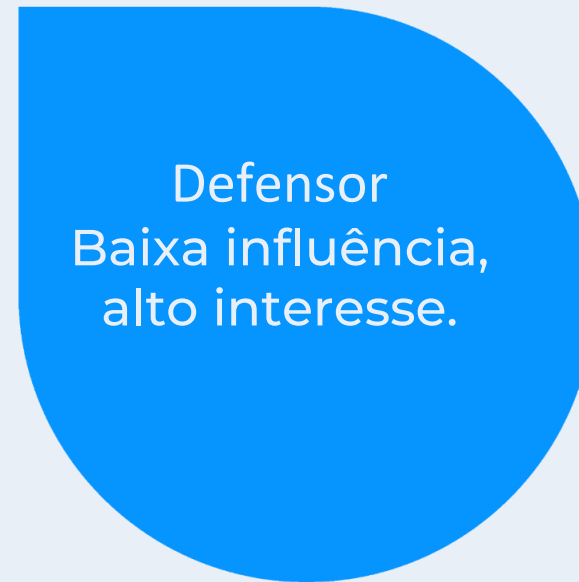 Defensor
Baixa influência,
alto interesse.